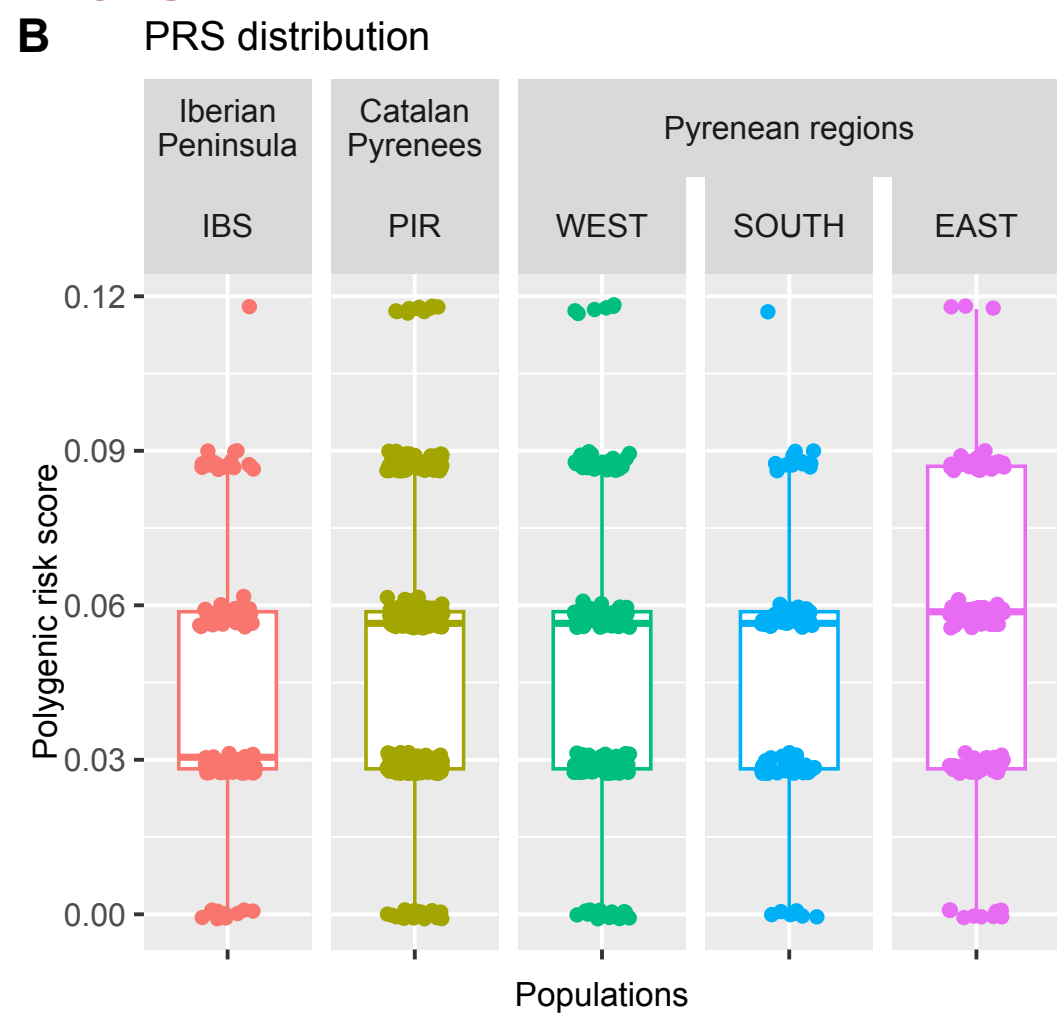 B PRS distribution
Iberian
Peninsula
Catalan
Pyrenees
Pyrenean regions
IBS
PIR
WEST
SOUTH
EAST
0.12
0.09
0.06
0.03
0.00
Polygenic risk score
Populations